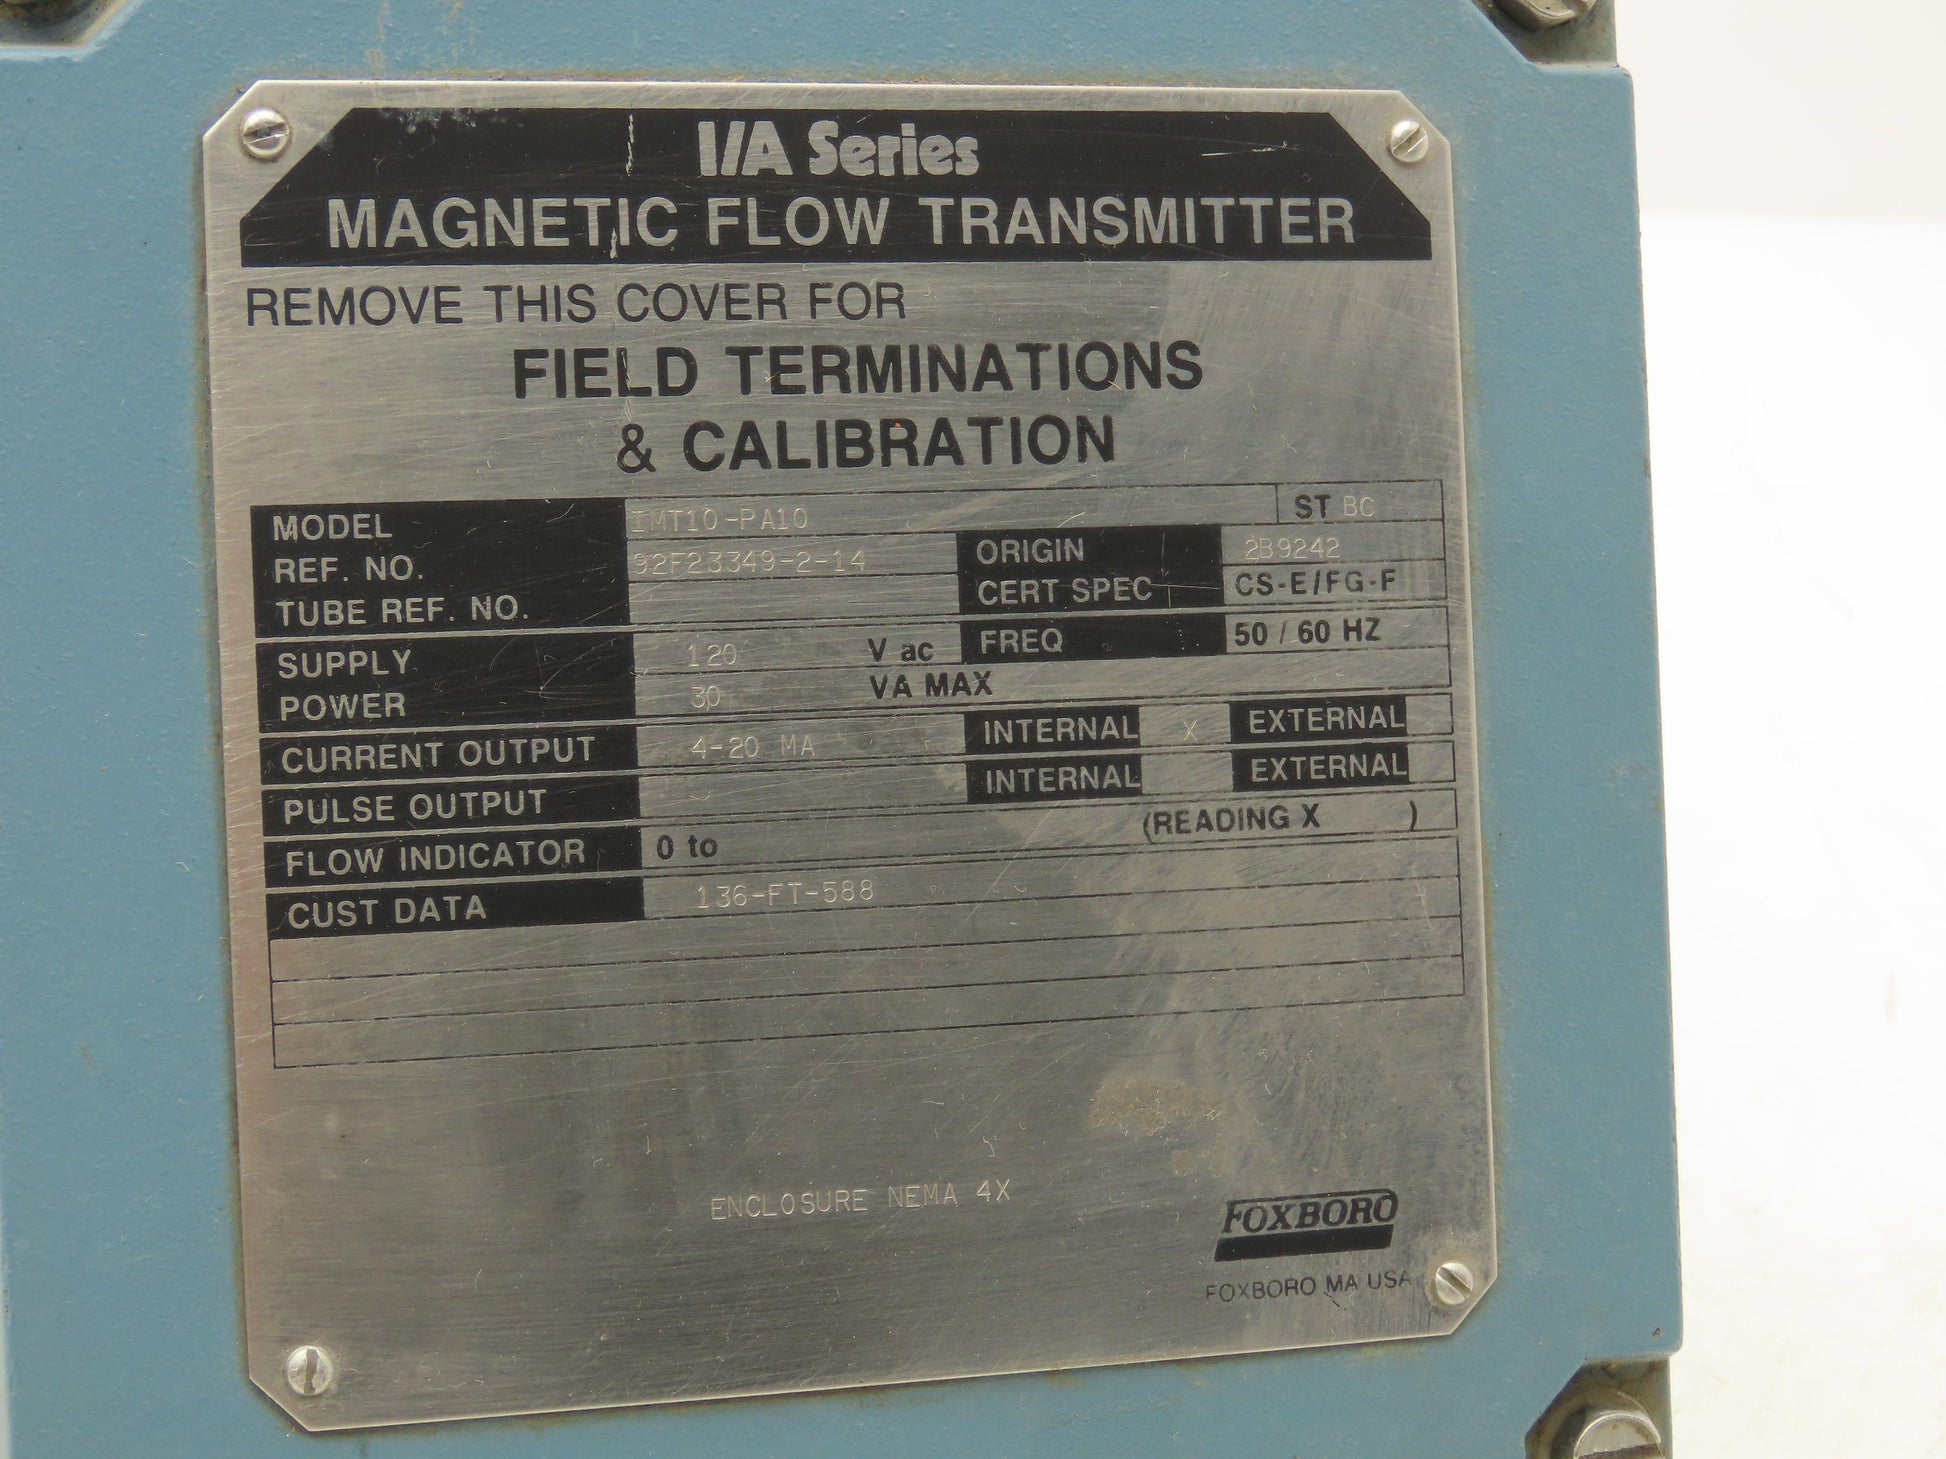 I/A Series
MAGNETIC FLOW TRANSMITTER
REMOVE THIS COVER FOR
FIELD TERMINATIONS
& CALIBRATION
MODEL IMT10-PA10 ST BC
REF. NO. 92F23349-2-14 ORIGIN 2B9242
TUBE REF. NO. CERT SPEC CS-E/FG-F
SUPPLY 120 V ac FREQ 50 / 60 HZ
POWER 30 VA MAX
CURRENT OUTPUT 4-20 MA INTERNAL X EXTERNAL
PULSE OUTPUT INTERNAL EXTERNAL
FLOW INDICATOR 0 to (READING X )
CUST DATA 136-FT-588
ENCLOSURE NEMA 4X
FOXBORO
FOXBORO MA USA